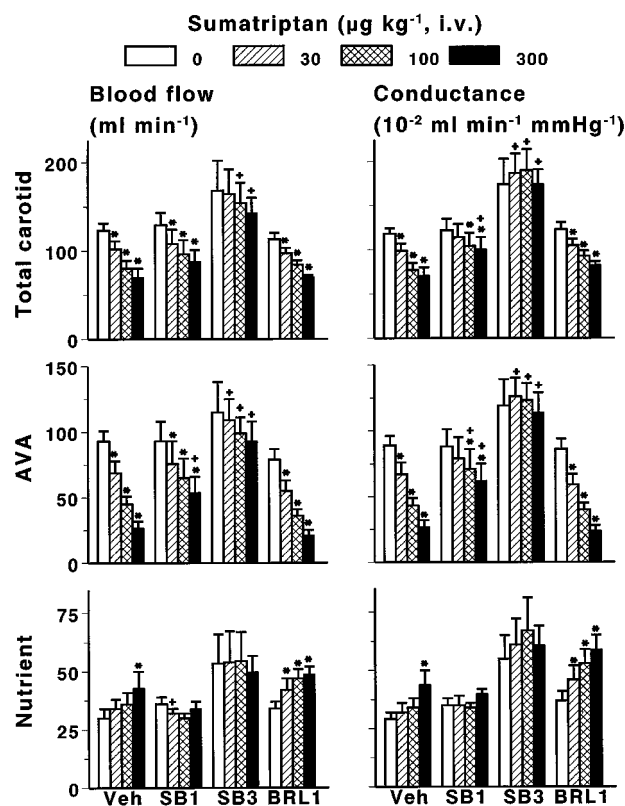 Sumatriptan (µg kg⁻¹, i.v.)
0 30 100 300
Blood flow
(ml min⁻¹)
Conductance
(10⁻² ml min⁻¹ mmHg⁻¹)
Total carotid
200
100
0
* * * * * * + + * * *
* * * * + * + + + * * *
AVA
150
100
50
0
* * * * * + * + + + * * *
* * * + * + * + + + * * *
Nutrient
75
50
25
0
* + * * *
* * * *
Veh SB1 SB3 BRL1
Veh SB1 SB3 BRL1